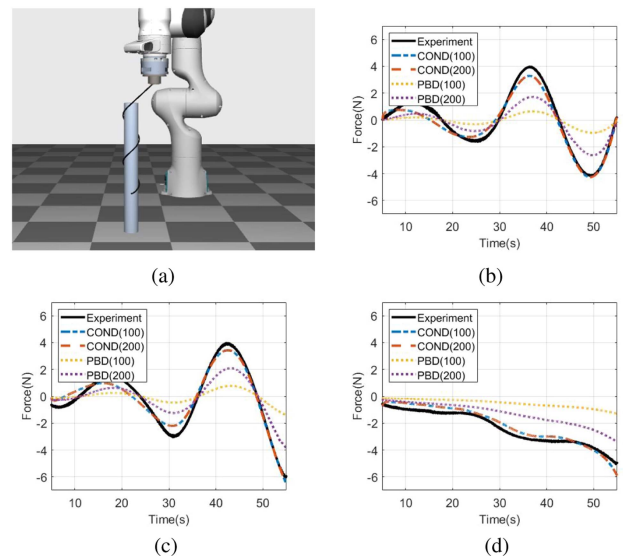 (a)
6
4
2
0
-2
-4
-6
Force(N)
Experiment
COND(100)
COND(200)
PBD(100)
PBD(200)
10 20 30 40 50
Time(s)
(b)
6
4
2
0
-2
-4
-6
Force(N)
Experiment
COND(100)
COND(200)
PBD(100)
PBD(200)
10 20 30 40 50
Time(s)
(c)
6
4
2
0
-2
-4
-6
Force(N)
Experiment
COND(100)
COND(200)
PBD(100)
PBD(200)
10 20 30 40 50
Time(s)
(d)